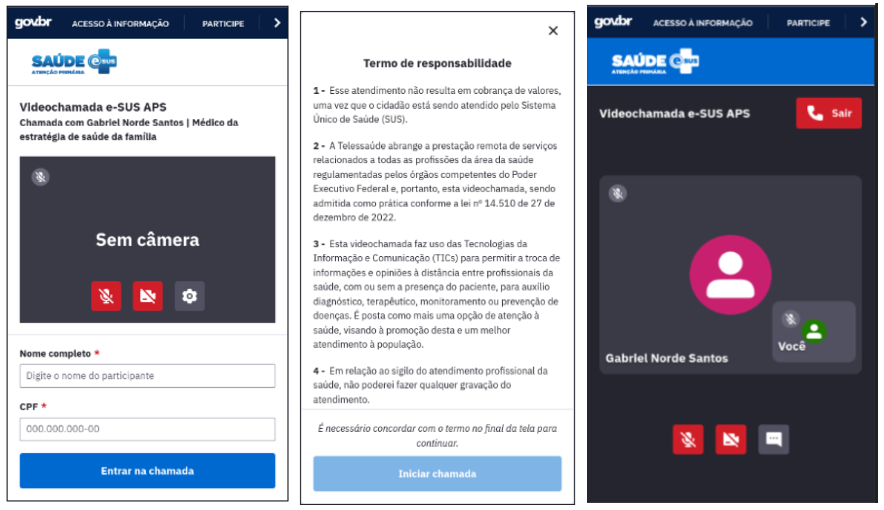 govbr ACESSO À INFORMAÇÃO PARTICIPE
SAÚDE e-SUS
ATENÇÃO PRIMÁRIA
Videochamada e-SUS APS
Chamada com Gabriel Norde Santos | Médico da
estratégia de saúde da família
Sem câmera
Nome completo *
Digite o nome do participante
CPF *
000.000.000-00
Entrar na chamada
Termo de responsabilidade
1 - Esse atendimento não resulta em cobrança de valores,
uma vez que o cidadão está sendo atendido pelo Sistema
Único de Saúde (SUS).
2 - A Telessaúde abrange a prestação remota de serviços
relacionados a todas as profissões da área da saúde
regulamentadas pelos órgãos competentes do Poder
Executivo Federal e, portanto, esta videochamada, sendo
admitida como prática conforme a lei nº 14.510 de 27 de
dezembro de 2022.
3 - Esta videochamada faz uso das Tecnologias da
Informação e Comunicação (TICs) para permitir a troca de
informações e opiniões à distância entre profissionais da
saúde, com ou sem a presença do paciente, para auxílio
diagnóstico, terapêutico, monitoramento ou prevenção de
doenças. É posta como mais uma opção de atenção à
saúde, visando à promoção desta e um melhor
atendimento à população.
4 - Em relação ao sigilo do atendimento profissional da
saúde, não poderei fazer qualquer gravação do
atendimento.
É necessário concordar com o termo no final da tela para
continuar.
Iniciar chamada
govbr ACESSO À INFORMAÇÃO PARTICIPE
SAÚDE e-SUS
ATENÇÃO PRIMÁRIA
Videochamada e-SUS APS
Sair
Você
Gabriel Norde Santos